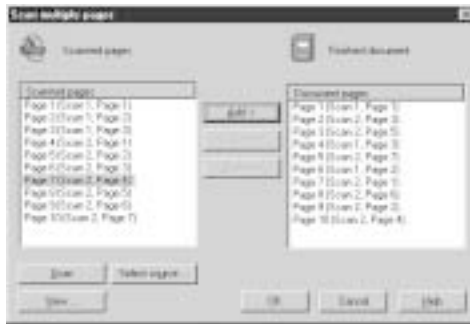 Scan multiple pages
Scanned pages
Finished document
Scanned pages
Page 1 (Scan 1, Page 1)
Page 2 (Scan 1, Page 2)
Page 3 (Scan 1, Page 3)
Page 4 (Scan 2, Page 1)
Page 5 (Scan 2, Page 2)
Page 6 (Scan 2, Page 3)
Page 7 (Scan 2, Page 4)
Page 8 (Scan 2, Page 5)
Page 9 (Scan 2, Page 6)
Page 10 (Scan 2, Page 7)
Add >
Document pages
Page 1 (Scan 1, Page 1)
Page 2 (Scan 2, Page 3)
Page 3 (Scan 2, Page 5)
Page 4 (Scan 1, Page 3)
Page 5 (Scan 2, Page 7)
Page 6 (Scan 1, Page 2)
Page 7 (Scan 2, Page 1)
Page 8 (Scan 2, Page 6)
Page 9 (Scan 2, Page 2)
Page 10 (Scan 2, Page 4)
Scan
Select source...
View
OK
Cancel
Help